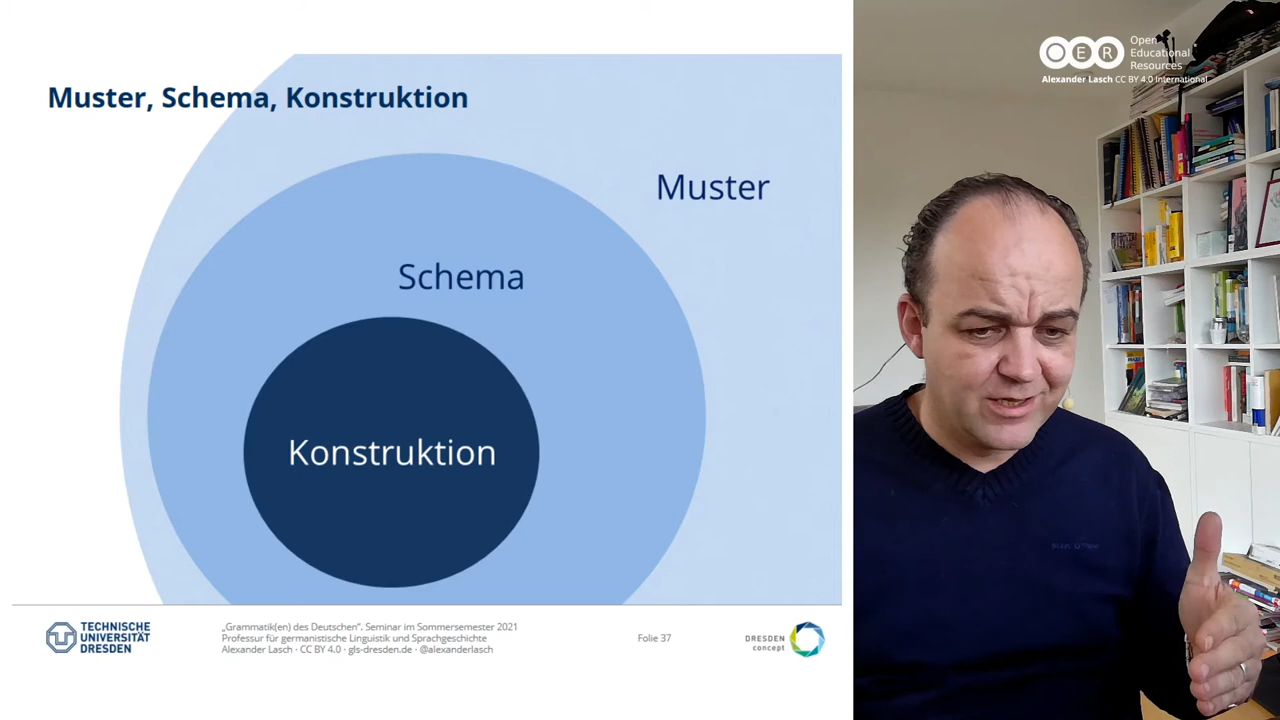 Muster, Schema, Konstruktion
Muster
Schema
Konstruktion
TECHNISCHE
UNIVERSITÄT
DRESDEN
„Grammatik(en) des Deutschen“. Seminar im Sommersemester 2021
Professur für germanistische Linguistik und Sprachgeschichte
Alexander Lasch · CC BY 4.0 · gls-dresden.de · @alexanderlasch
Folie 37
DRESDEN
concept
OER
Open
Educational
Resources
Alexander Lasch CC BY 4.0 International